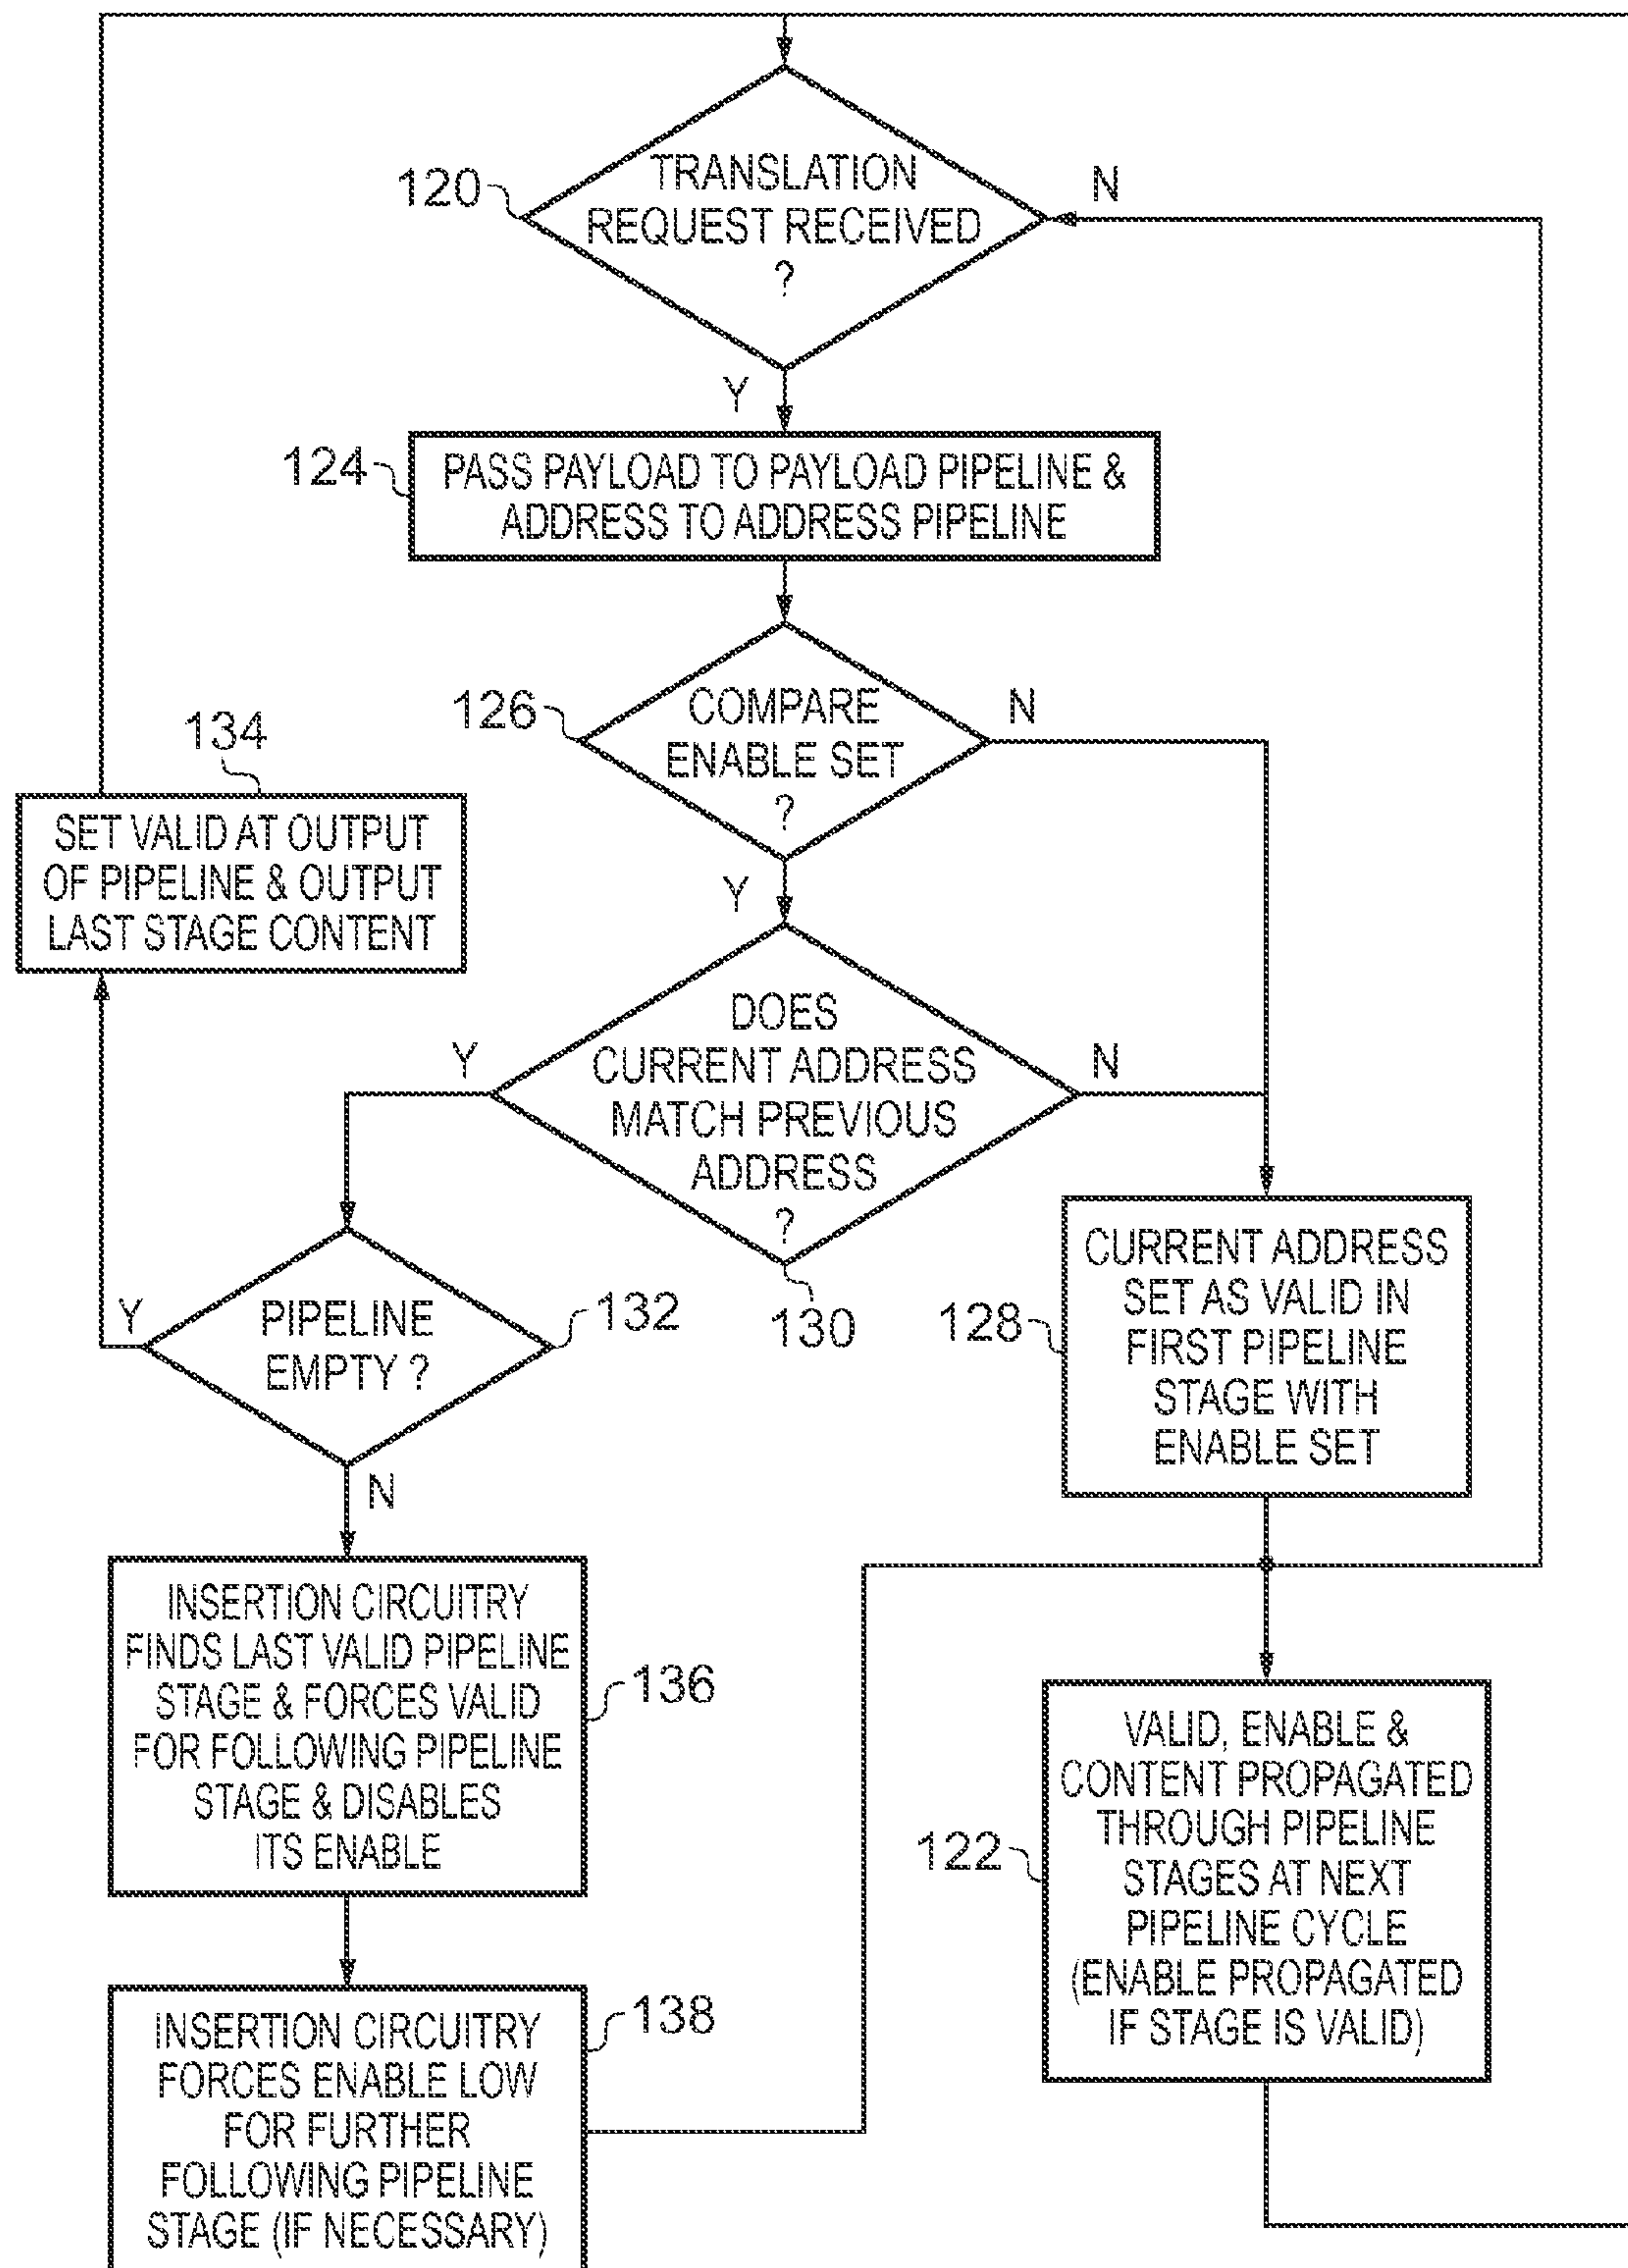 120
TRANSLATION
REQUEST RECEIVED
?
N
Y
124
PASS PAYLOAD TO PAYLOAD PIPELINE &
ADDRESS TO ADDRESS PIPELINE
126
COMPARE
ENABLE SET
?
N
Y
134
SET VALID AT OUTPUT
OF PIPELINE & OUTPUT
LAST STAGE CONTENT
DOES
CURRENT ADDRESS
MATCH PREVIOUS
ADDRESS
?
Y
N
130
PIPELINE
EMPTY ?
Y
132
N
128
CURRENT ADDRESS
SET AS VALID IN
FIRST PIPELINE
STAGE WITH
ENABLE SET
INSERTION CIRCUITRY
FINDS LAST VALID PIPELINE
STAGE & FORCES VALID
FOR FOLLOWING PIPELINE
STAGE & DISABLES
ITS ENABLE
136
122
VALID, ENABLE &
CONTENT PROPAGATED
THROUGH PIPELINE
STAGES AT NEXT
PIPELINE CYCLE
(ENABLE PROPAGATED
IF STAGE IS VALID)
INSERTION CIRCUITRY
FORCES ENABLE LOW
FOR FURTHER
FOLLOWING PIPELINE
STAGE (IF NECESSARY)
138